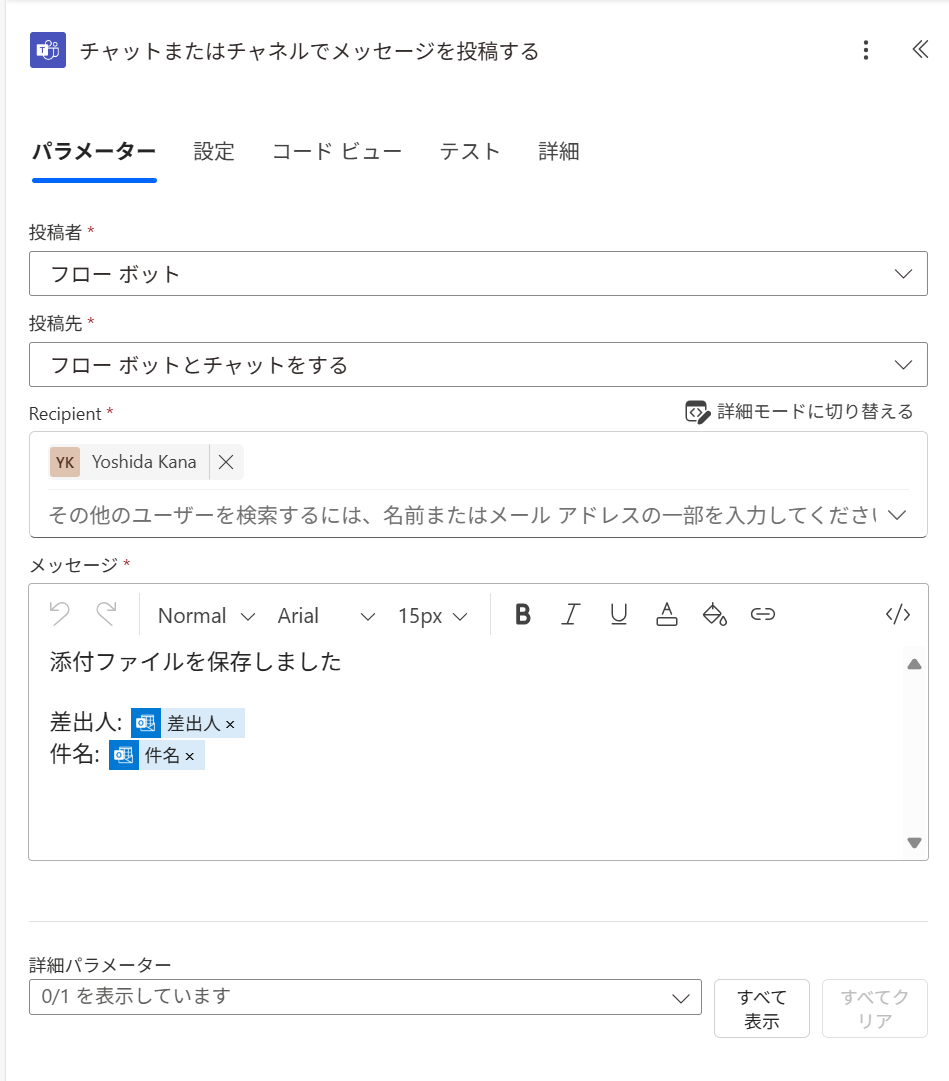 チャットまたはチャネルでメッセージを投稿する
パラメーター 設定 コード ビュー テスト 詳細
投稿者 *
フロー ボット
投稿先 *
フロー ボットとチャットをする
Recipient * 詳細モードに切り替える
YK Yoshida Kana
その他のユーザーを検索するには、名前またはメール アドレスの一部を入力してくださ
メッセージ *
Normal Arial 15px B I U A </>
添付ファイルを保存しました
差出人: 差出人 ×
件名: 件名 ×
詳細パラメーター
0/1 を表示しています
すべて
表示
すべてク
リア